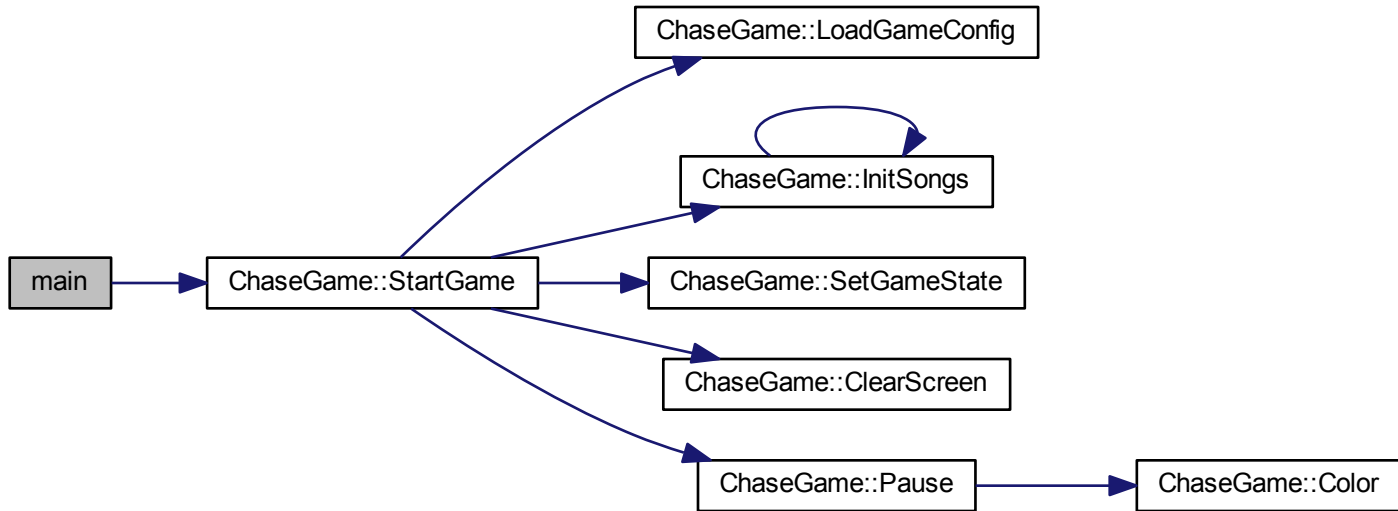 ChaseGame::LoadGameConfig
ChaseGame::InitSongs
main
ChaseGame::StartGame
ChaseGame::SetGameState
ChaseGame::ClearScreen
ChaseGame::Pause
ChaseGame::Color